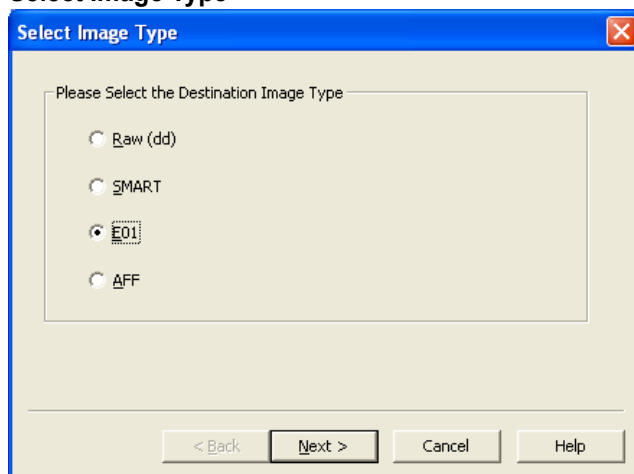 Select Image Type
Select Image Type
Please Select the Destination Image Type
Raw (dd)
SMART
E01
AFF
< Back Next > Cancel Help